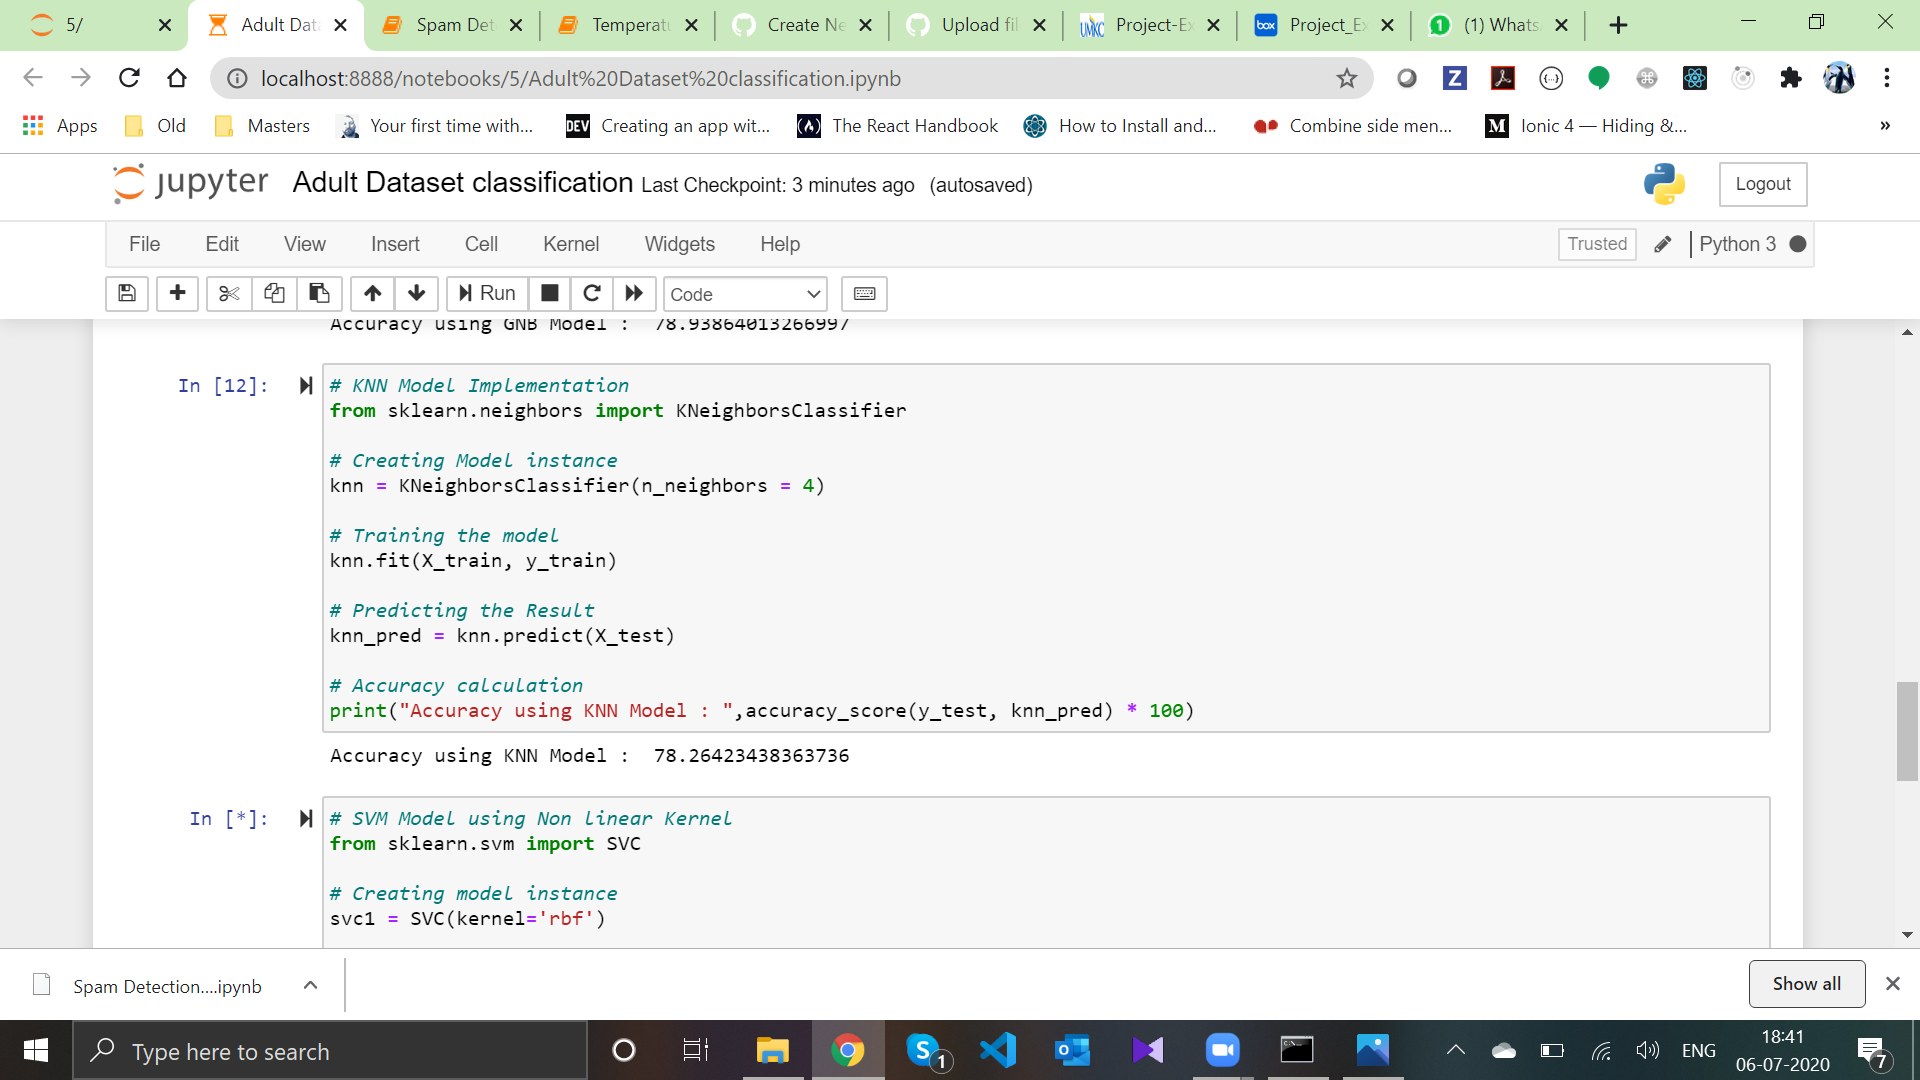 5/
Adult Data
Spam Det
Temperatu
Create Ne
Upload fil
Project-Ex
Project_Ex
(1) Whats
localhost:8888/notebooks/5/Adult%20Dataset%20classification.ipynb
Apps
Old
Masters
Your first time with...
DEV
Creating an app wit...
The React Handbook
How to Install and...
Combine side men...
Ionic 4 — Hiding &...
jupyter
Adult Dataset classification Last Checkpoint: 3 minutes ago (autosaved)
Logout
File Edit View Insert Cell Kernel Widgets Help
Trusted
Python 3
Run
Code
Accuracy using GNB Model :  78.93864013266997
In [12]:
# KNN Model Implementation
from sklearn.neighbors import KNeighborsClassifier
# Creating Model instance
knn = KNeighborsClassifier(n_neighbors = 4)
# Training the model
knn.fit(X_train, y_train)
# Predicting the Result
knn_pred = knn.predict(X_test)
# Accuracy calculation
print("Accuracy using KNN Model : ",accuracy_score(y_test, knn_pred) * 100)
Accuracy using KNN Model :  78.26423438363736
In [*]:
# SVM Model using Non linear Kernel
from sklearn.svm import SVC
# Creating model instance
svc1 = SVC(kernel='rbf')
Spam Detection....ipynb
Show all
Type here to search
1
ENG
18:41
06-07-2020
7